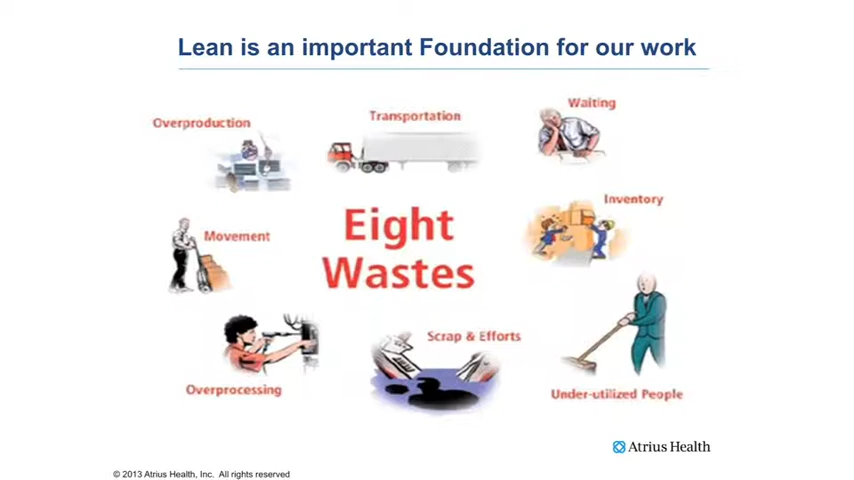 Lean is an important Foundation for our work
Overproduction
Transportation
Waiting
Movement
Eight
Wastes
Inventory
Overprocessing
Scrap & Efforts
Under-utilized People
Atrius Health
© 2013 Atrius Health, Inc. All rights reserved